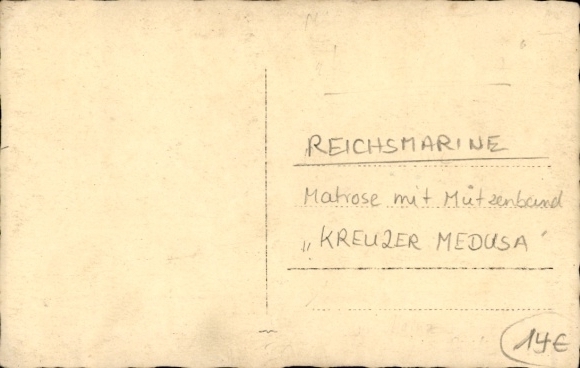 REICHSMARINE
Matrose mit Mützenband
„KREUZER MEDUSA"
14€